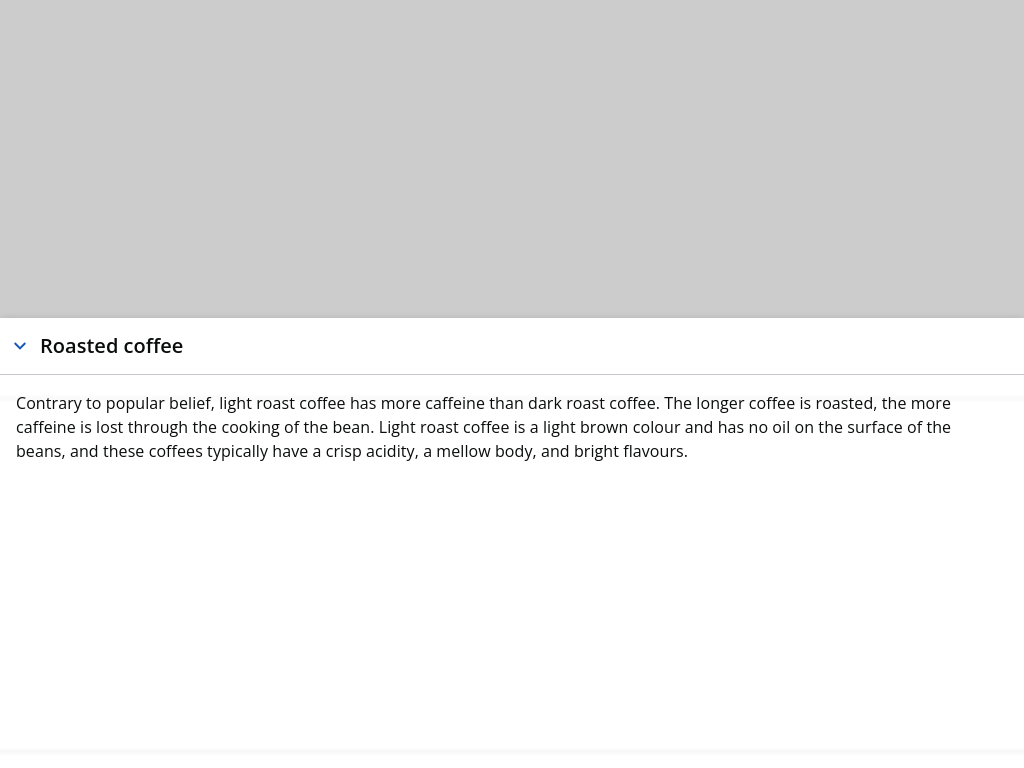 Roasted coffee
Contrary to popular belief, light roast coffee has more caffeine than dark roast coffee. The longer coffee is roasted, the more
caffeine is lost through the cooking of the bean. Light roast coffee is a light brown colour and has no oil on the surface of the
beans, and these coffees typically have a crisp acidity, a mellow body, and bright flavours.